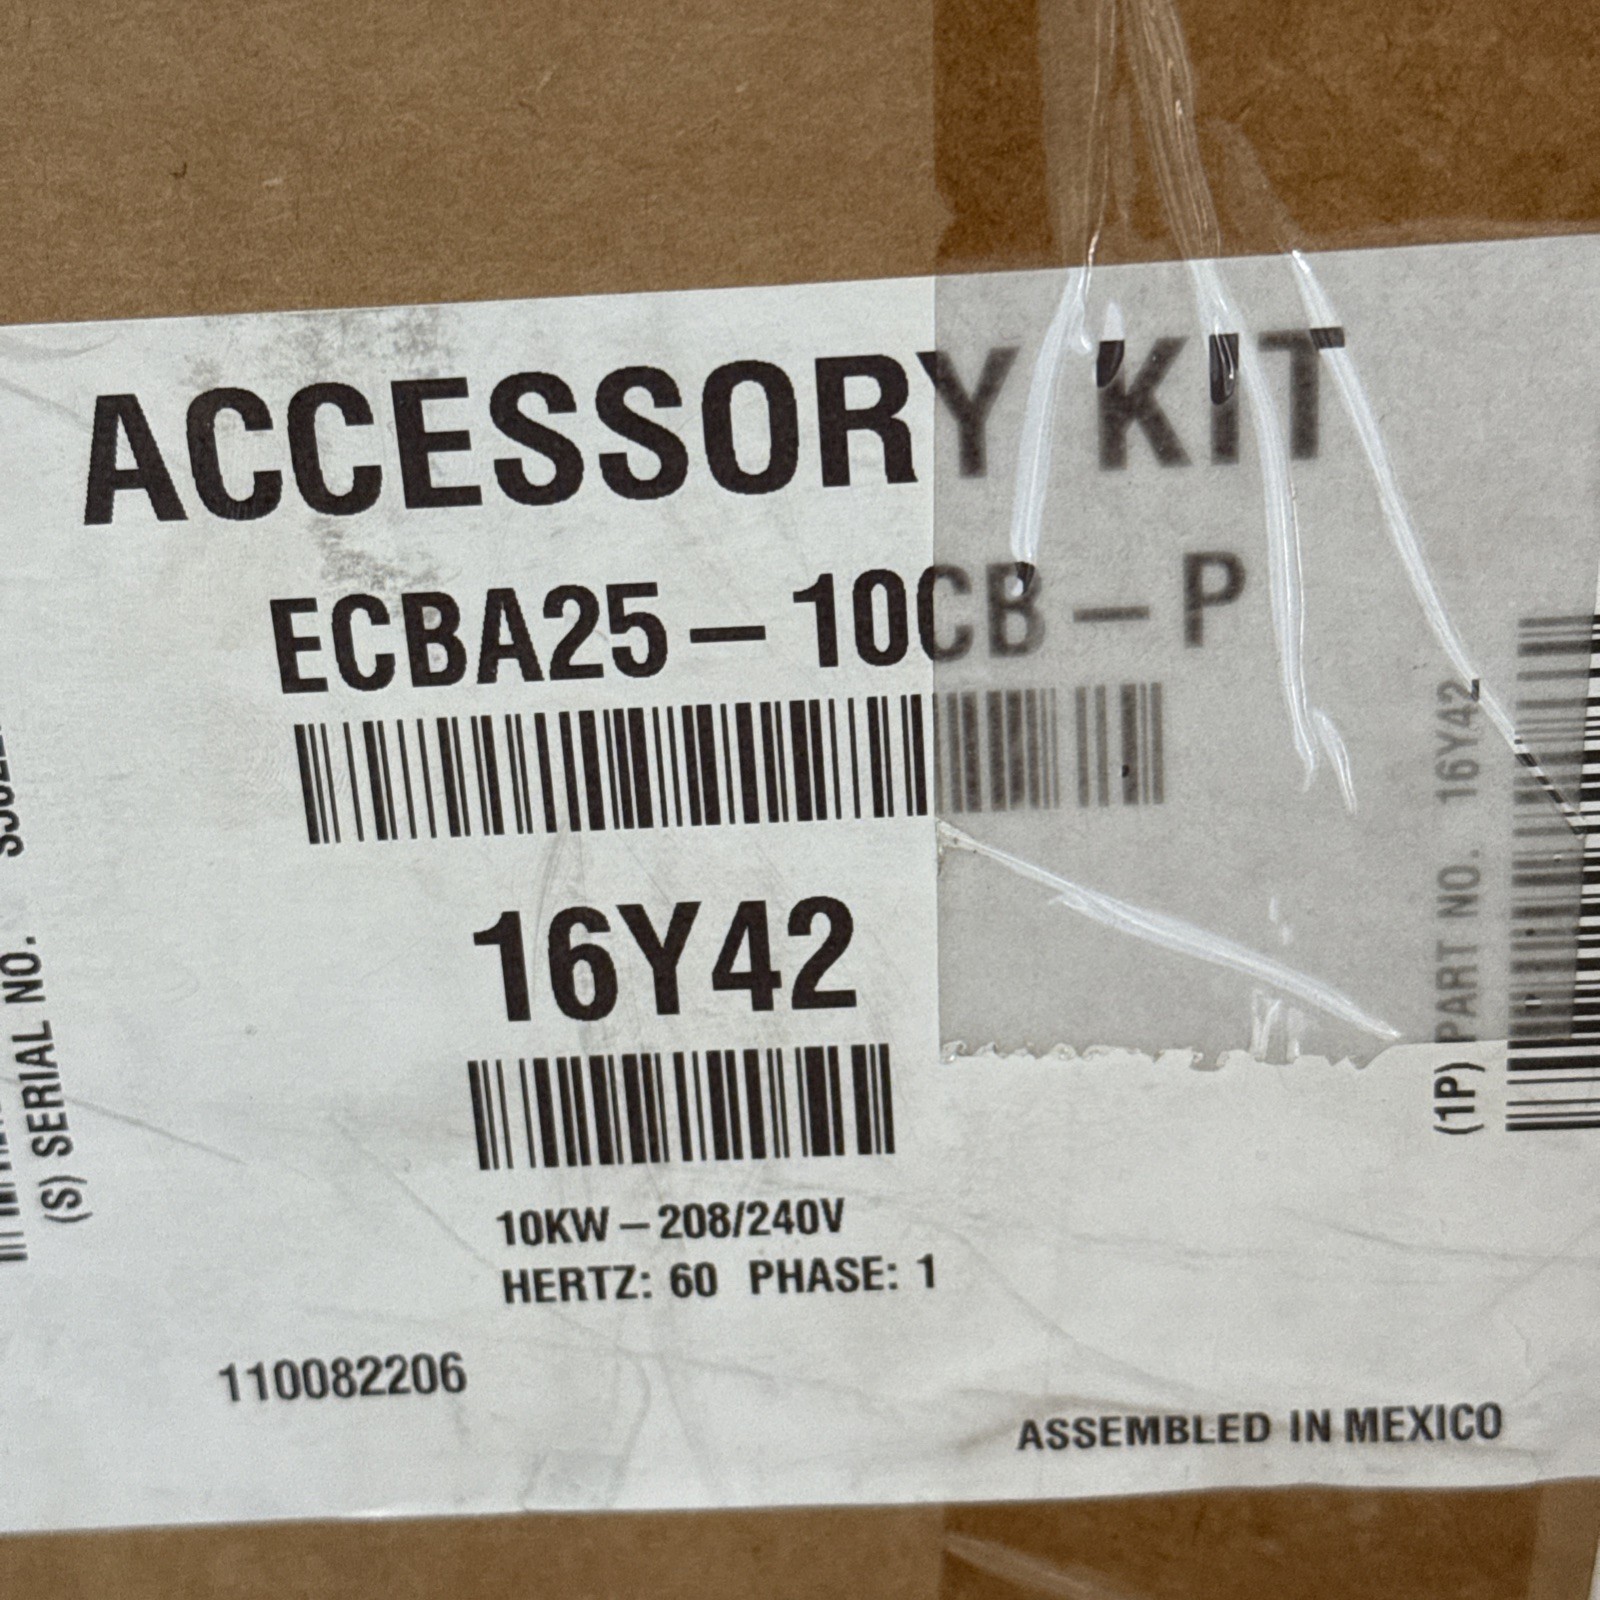 ACCESSORY KIT
ECBA25-10CB-P
16Y42
10KW-208/240V
HERTZ: 60 PHASE: 1
110082206
ASSEMBLED IN MEXICO
(S) SERIAL NO.
(1P) PART NO. 16Y42